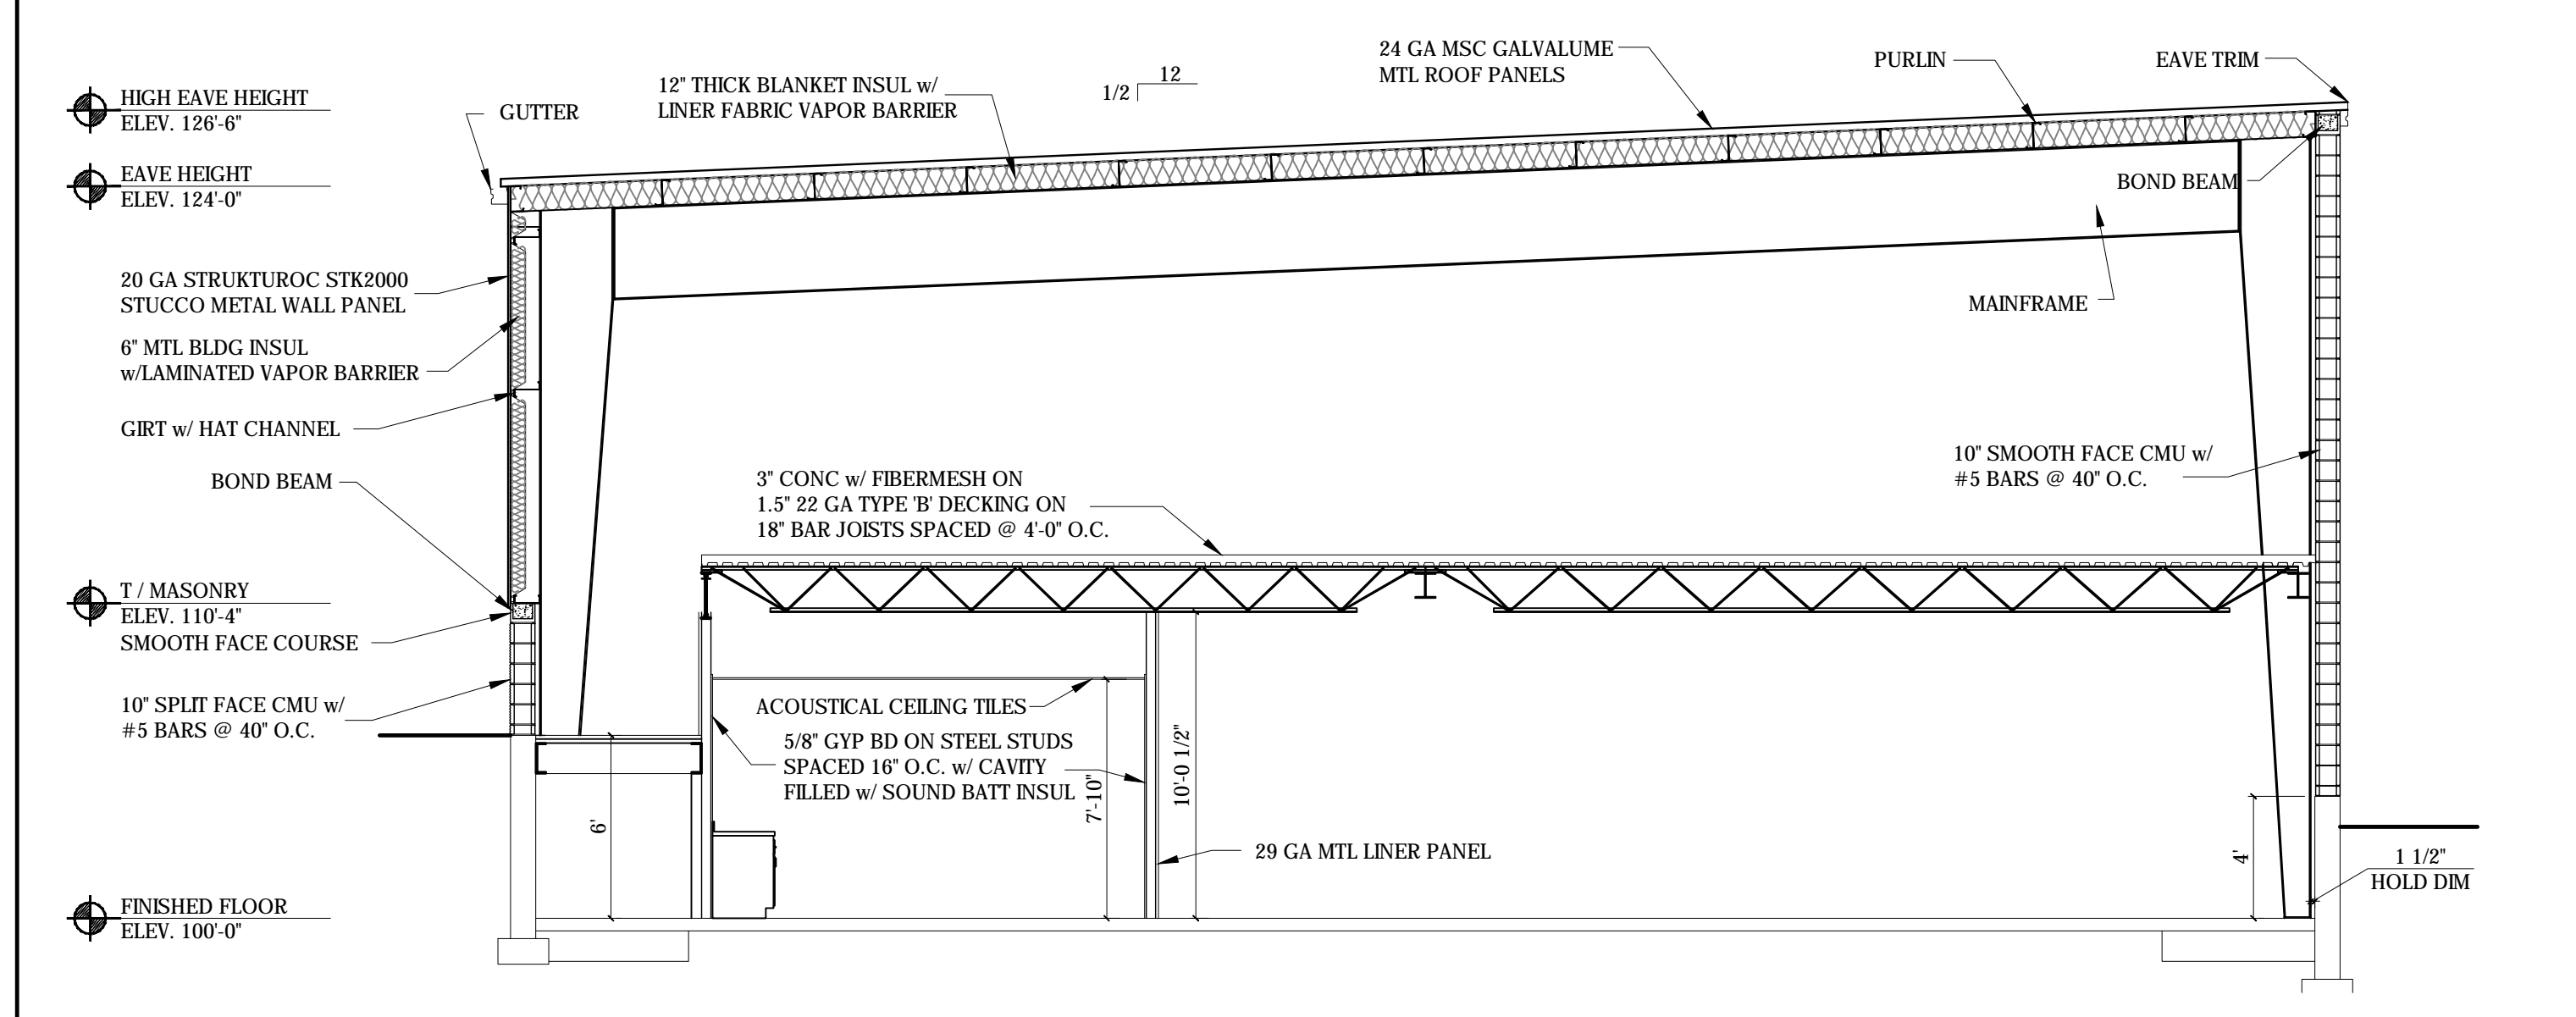 HIGH EAVE HEIGHT
ELEV. 126'-6"
EAVE HEIGHT
ELEV. 124'-0"
GUTTER
12" THICK BLANKET INSUL w/
LINER FABRIC VAPOR BARRIER
12
1/2
24 GA MSC GALVALUME
MTL ROOF PANELS
PURLIN
EAVE TRIM
BOND BEAM
MAINFRAME
20 GA STRUKTUROC STK2000
STUCCO METAL WALL PANEL
6" MTL BLDG INSUL
w/LAMINATED VAPOR BARRIER
GIRT w/ HAT CHANNEL
BOND BEAM
3" CONC w/ FIBERMESH ON
1.5" 22 GA TYPE 'B' DECKING ON
18" BAR JOISTS SPACED @ 4'-0" O.C.
10" SMOOTH FACE CMU w/
#5 BARS @ 40" O.C.
T / MASONRY
ELEV. 110'-4"
SMOOTH FACE COURSE
10" SPLIT FACE CMU w/
#5 BARS @ 40" O.C.
ACOUSTICAL CEILING TILES
5/8" GYP BD ON STEEL STUDS
SPACED 16" O.C. w/ CAVITY
FILLED w/ SOUND BATT INSUL
6'
7'-10"
10'-0 1/2"
29 GA MTL LINER PANEL
4'
1 1/2"
HOLD DIM
FINISHED FLOOR
ELEV. 100'-0"